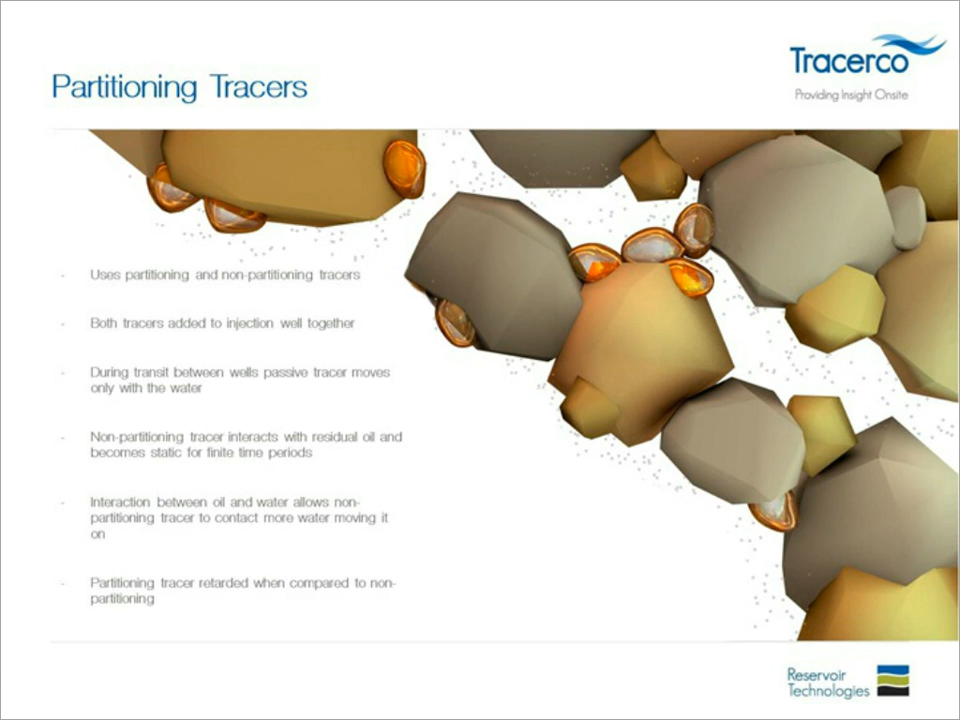 Partitioning Tracers
Tracerco
Providing Insight Onsite
- Uses partitioning and non-partitioning tracers
- Both tracers added to injection well together
- During transit between wells passive tracer moves
only with the water
- Non-partitioning tracer interacts with residual oil and
becomes static for finite time periods
- Interaction between oil and water allows non-
partitioning tracer to contact more water moving it
on
- Partitioning tracer retarded when compared to non-
partitioning
Reservoir
Technologies